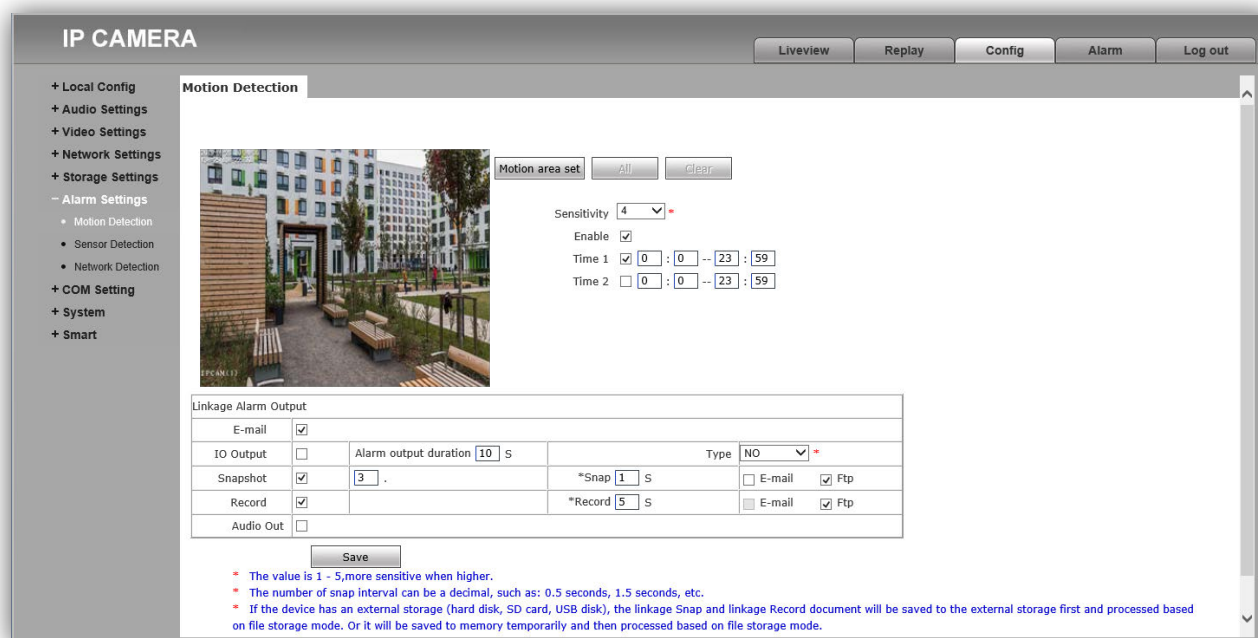 IP CAMERA
Liveview Replay Config Alarm Log out
+ Local Config
+ Audio Settings
+ Video Settings
+ Network Settings
+ Storage Settings
− Alarm Settings
• Motion Detection
• Sensor Detection
• Network Detection
+ COM Setting
+ System
+ Smart
Motion Detection
Motion area set All Clear
Sensitivity 4 *
Enable
Time 1 0 : 0 -- 23 : 59
Time 2 0 : 0 -- 23 : 59
IPCAM(1)
Linkage Alarm Output
E-mail
IO Output Alarm output duration 10 S Type NO *
Snapshot 3 . *Snap 1 S E-mail Ftp
Record *Record 5 S E-mail Ftp
Audio Out
Save
* The value is 1 - 5,more sensitive when higher.
* The number of snap interval can be a decimal, such as: 0.5 seconds, 1.5 seconds, etc.
* If the device has an external storage (hard disk, SD card, USB disk), the linkage Snap and linkage Record document will be saved to the external storage first and processed based
on file storage mode. Or it will be saved to memory temporarily and then processed based on file storage mode.